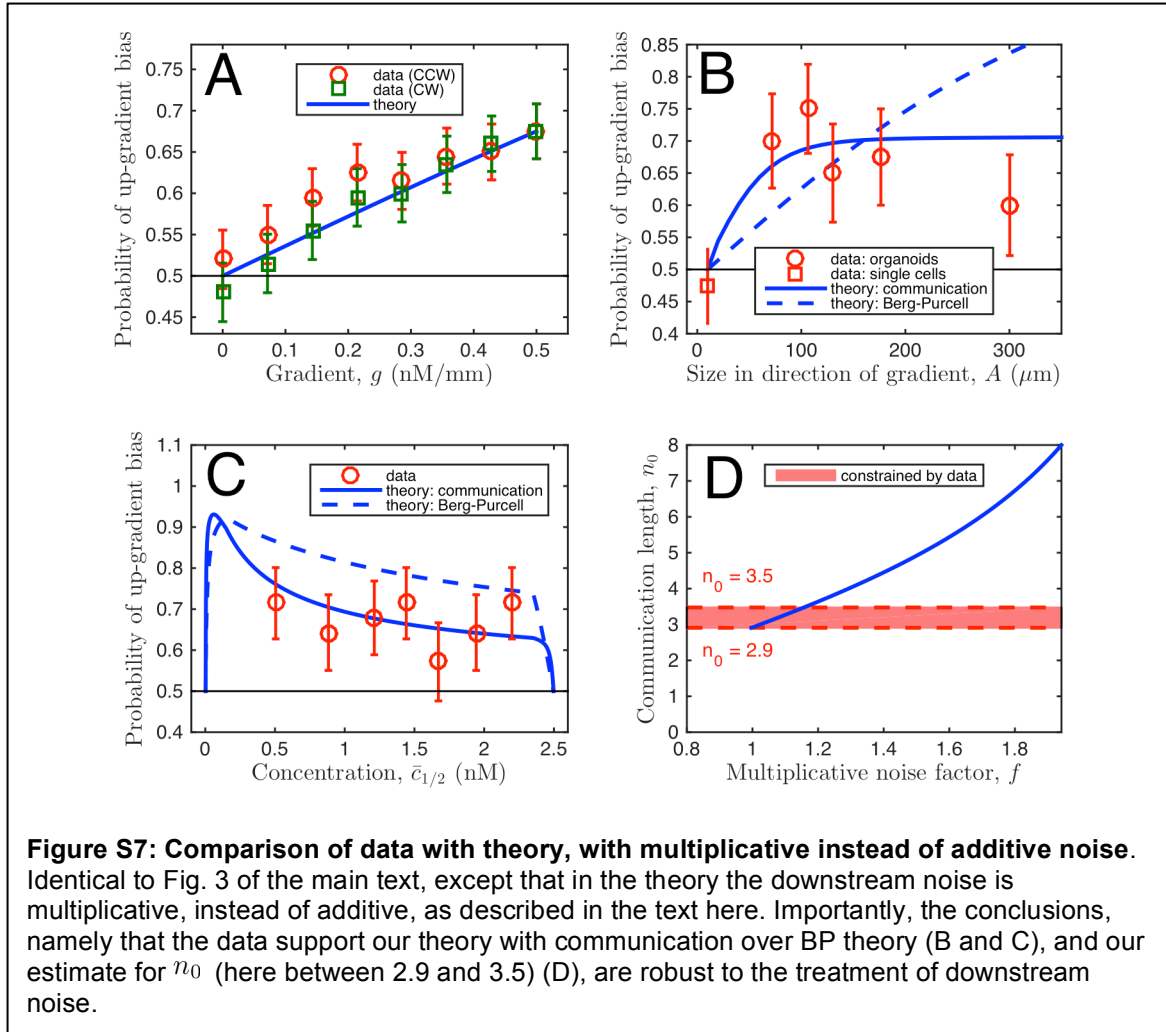 A
Probability of up-gradient bias
0.75
0.7
0.65
0.6
0.55
0.5
0.45
data (CCW)
data (CW)
theory
0 0.1 0.2 0.3 0.4 0.5
Gradient, g (nM/mm)
B
Probability of up-gradient bias
0.85
0.8
0.75
0.7
0.65
0.6
0.55
0.5
0.45
0.4
data: organoids
data: single cells
theory: communication
theory: Berg-Purcell
0 100 200 300
Size in direction of gradient, A (μm)
C
Probability of up-gradient bias
1.1
1
0.9
0.8
0.7
0.6
0.5
0.4
data
theory: communication
theory: Berg-Purcell
0 0.5 1 1.5 2 2.5
Concentration, c̄1/2 (nM)
D
Communication length, n0
8
7
6
5
4
3
2
1
0
constrained by data
n0 = 3.5
n0 = 2.9
0.8 1 1.2 1.4 1.6 1.8
Multiplicative noise factor, f
Figure S7: Comparison of data with theory, with multiplicative instead of additive noise.
Identical to Fig. 3 of the main text, except that in the theory the downstream noise is
multiplicative, instead of additive, as described in the text here. Importantly, the conclusions,
namely that the data support our theory with communication over BP theory (B and C), and our
estimate for n0 (here between 2.9 and 3.5) (D), are robust to the treatment of downstream
noise.